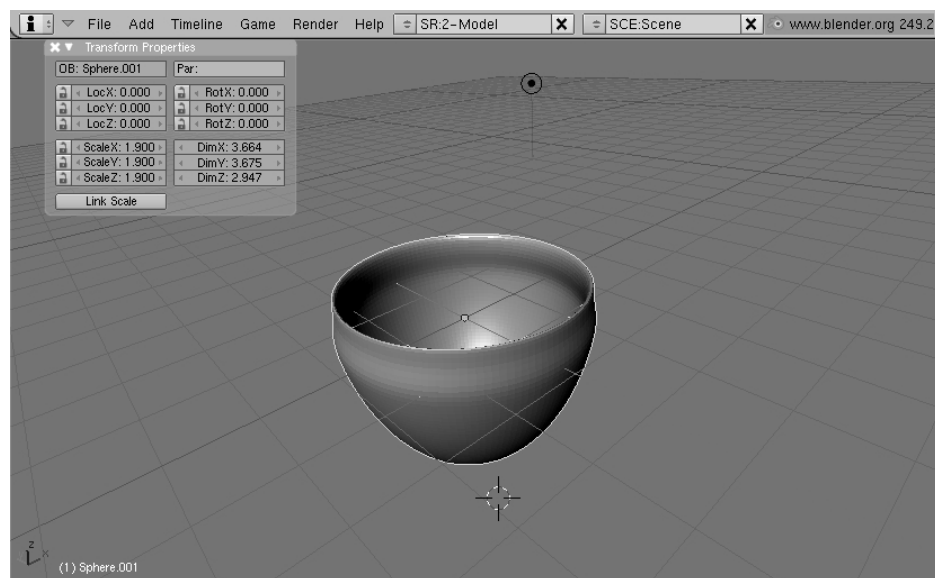 File Add Timeline Game Render Help SR:2-Model SCE:Scene www.blender.org 249.2
Transform Properties
OB: Sphere.001 Par:
LocX: 0.000 RotX: 0.000
LocY: 0.000 RotY: 0.000
LocZ: 0.000 RotZ: 0.000
ScaleX: 1.900 DimX: 3.664
ScaleY: 1.900 DimY: 3.675
ScaleZ: 1.900 DimZ: 2.947
Link Scale
z
x
(1) Sphere.001